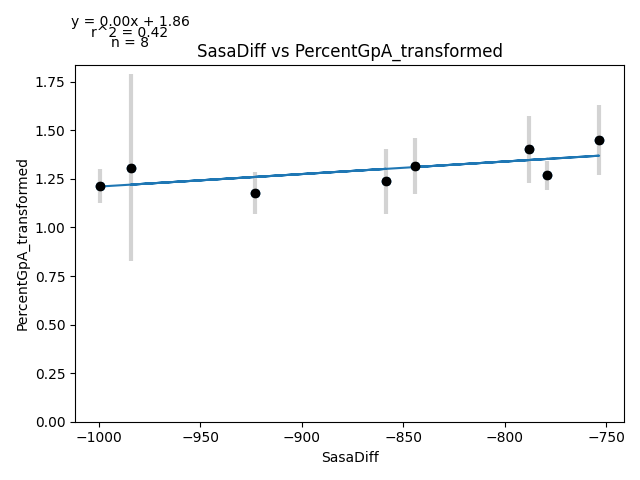 y = 0.00x + 1.86
r^2 = 0.42
n = 8
SasaDiff vs PercentGpA_transformed
1.75
1.50
1.25
1.00
0.75
0.50
0.25
0.00
PercentGpA_transformed
−1000
−950
−900
−850
−800
−750
SasaDiff